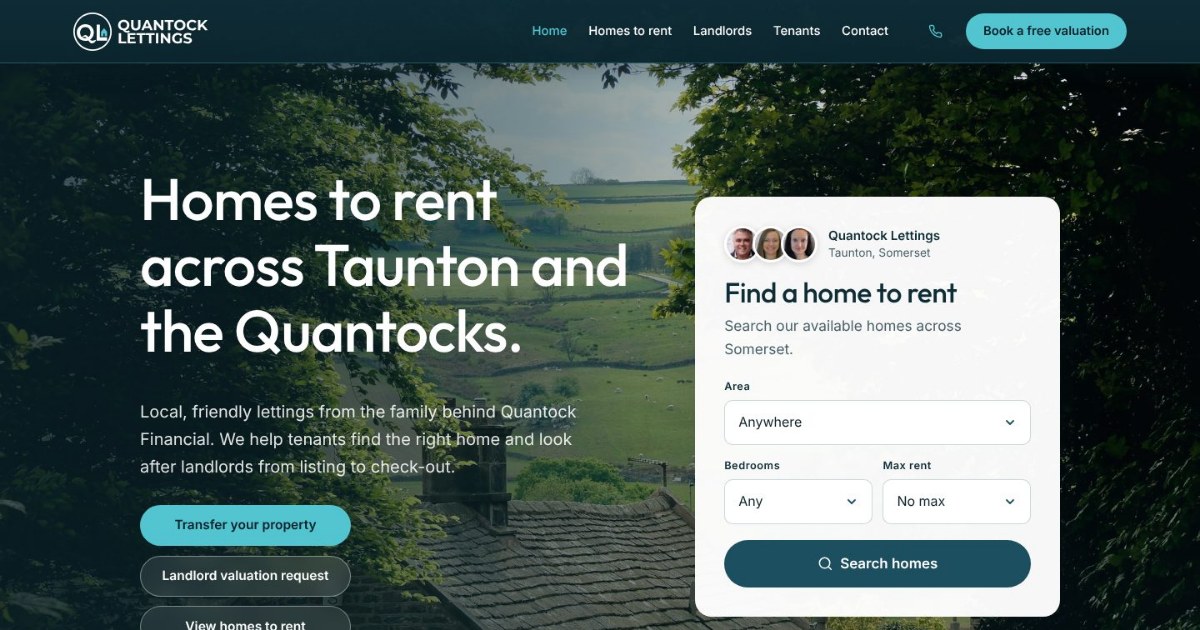 QL QUANTOCK
LETTINGS
Home Homes to rent Landlords Tenants Contact Book a free valuation
Homes to rent
across Taunton and
the Quantocks.
Local, friendly lettings from the family behind Quantock
Financial. We help tenants find the right home and look
after landlords from listing to check-out.
Transfer your property
Landlord valuation request
View homes to rent
Quantock Lettings
Taunton, Somerset
Find a home to rent
Search our available homes across
Somerset.
Area
Anywhere
Bedrooms Max rent
Any No max
Search homes